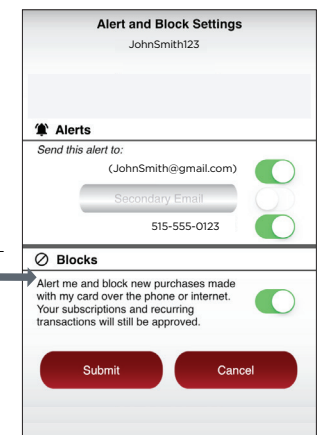 Alert and Block Settings
JohnSmith123
Alerts
Send this alert to:
(JohnSmith@gmail.com)
Secondary Email
515-555-0123
Blocks
Alert me and block new purchases made
with my card over the phone or internet.
Your subscriptions and recurring
transactions will still be approved.
Submit
Cancel